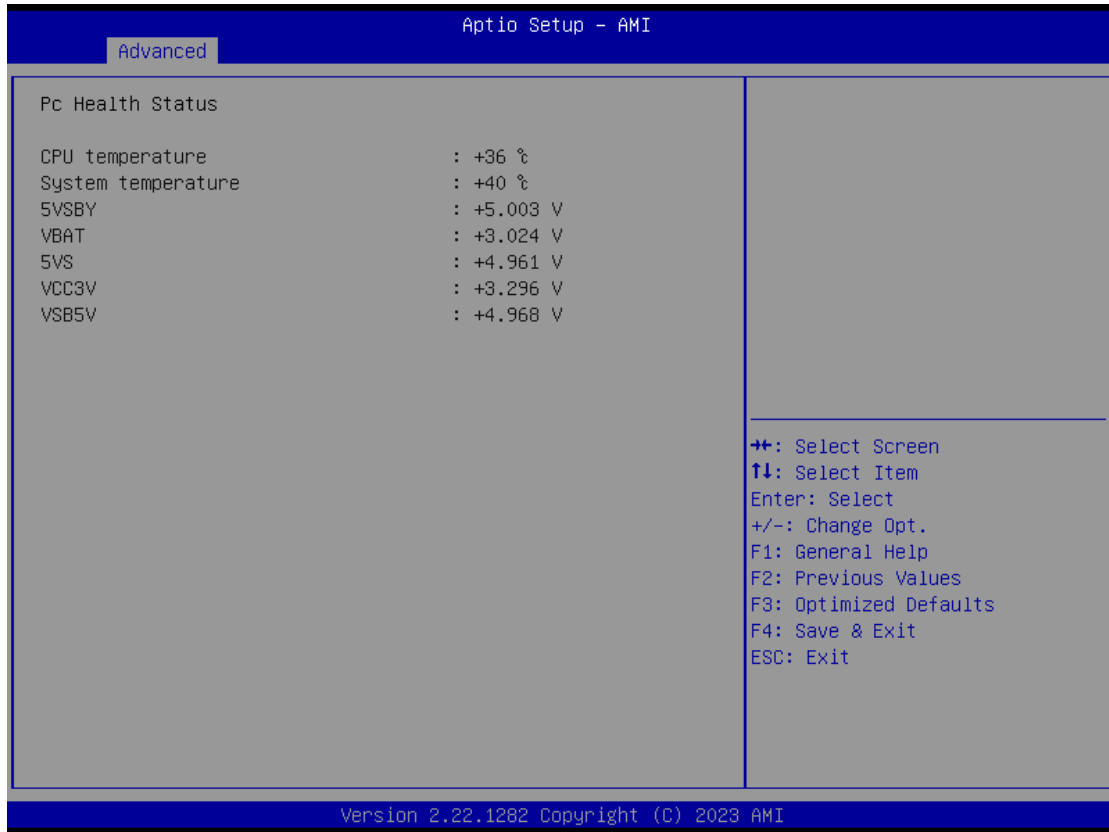 Aptio Setup – AMI
Advanced
Pc Health Status
CPU temperature : +36 ℃
System temperature : +40 ℃
5VSBY : +5.003 V
VBAT : +3.024 V
5VS : +4.961 V
VCC3V : +3.296 V
VSB5V : +4.968 V
→←: Select Screen
↑↓: Select Item
Enter: Select
+/-: Change Opt.
F1: General Help
F2: Previous Values
F3: Optimized Defaults
F4: Save & Exit
ESC: Exit
Version 2.22.1282 Copyright (C) 2023 AMI